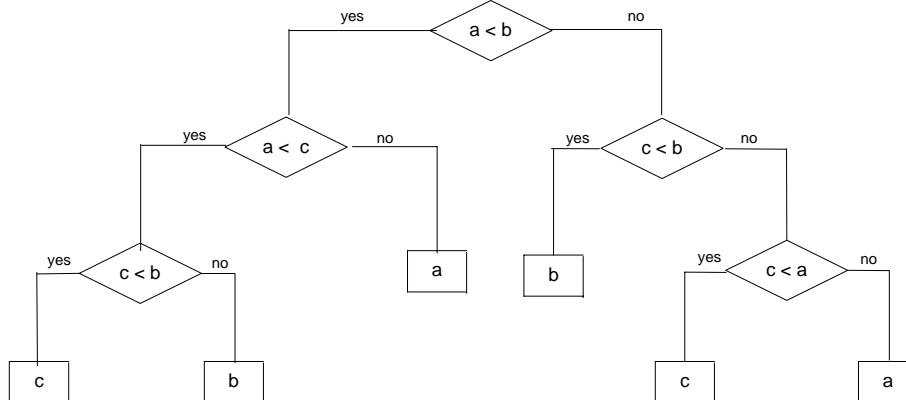 yes
no
a < b
yes
no
yes
no
a < c
c < b
yes
no
yes
no
c < b
a
b
c < a
c
b
c
a